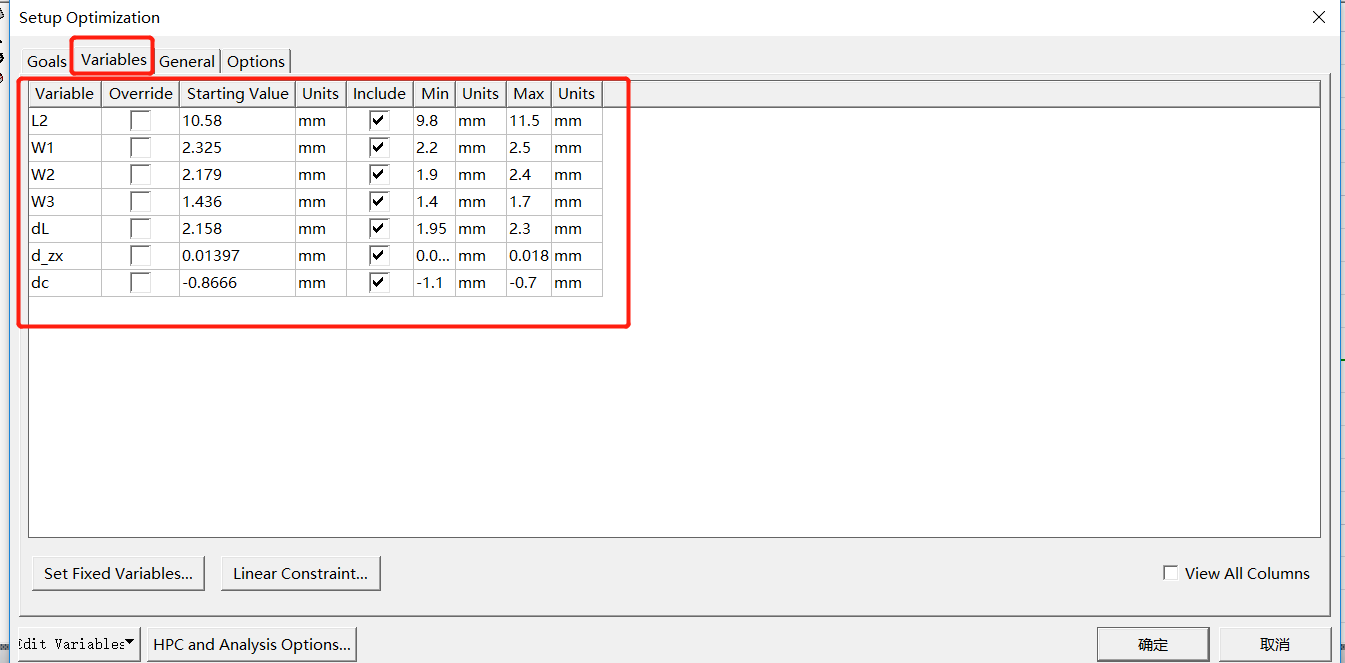 Setup Optimization
Goals Variables General Options
Variable Override Starting Value Units Include Min Units Max Units
L2 10.58 mm 9.8 mm 11.5 mm
W1 2.325 mm 2.2 mm 2.5 mm
W2 2.179 mm 1.9 mm 2.4 mm
W3 1.436 mm 1.4 mm 1.7 mm
dL 2.158 mm 1.95 mm 2.3 mm
d_zx 0.01397 mm 0.0... mm 0.018 mm
dc -0.8666 mm -1.1 mm -0.7 mm
Set Fixed Variables... Linear Constraint... View All Columns
Edit Variables HPC and Analysis Options... 确定 取消